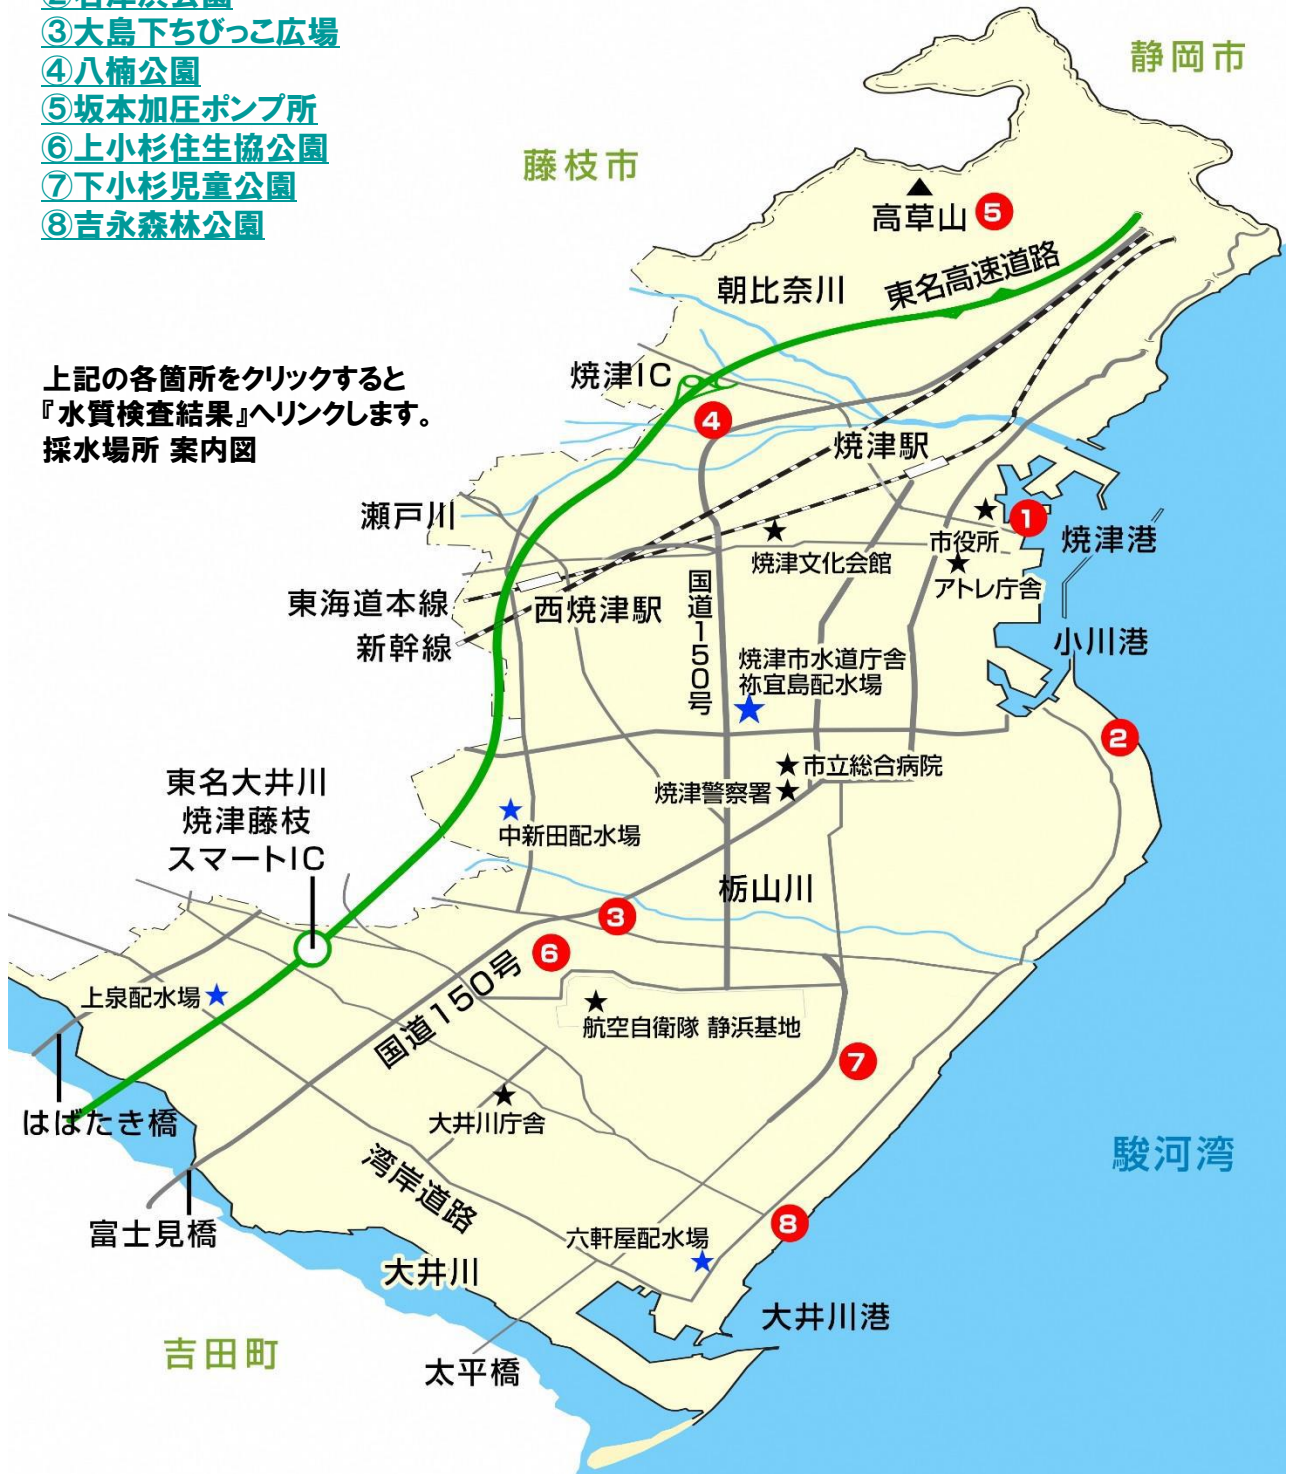 ③大島下ちびっこ広場
④八楠公園
⑤坂本加圧ポンプ所
⑥上小杉住生協公園
⑦下小杉児童公園
⑧吉永森林公園
静岡市
藤枝市
高草山
5
朝比奈川
東名高速道路
上記の各箇所をクリックすると
『水質検査結果』へリンクします。
採水場所 案内図
焼津IC
4
焼津駅
瀬戸川
1
市役所
焼津港
焼津文化会館
アトレ庁舎
東海道本線
西焼津駅
新幹線
国道150号
小川港
焼津市水道庁舎
祢宜島配水場
2
東名大井川
焼津藤枝
スマートIC
市立総合病院
焼津警察署
中新田配水場
栃山川
3
6
国道150号
上泉配水場
航空自衛隊 静浜基地
7
はばたき橋
大井川庁舎
駿河湾
湾岸道路
富士見橋
8
六軒屋配水場
大井川
大井川港
吉田町
太平橋